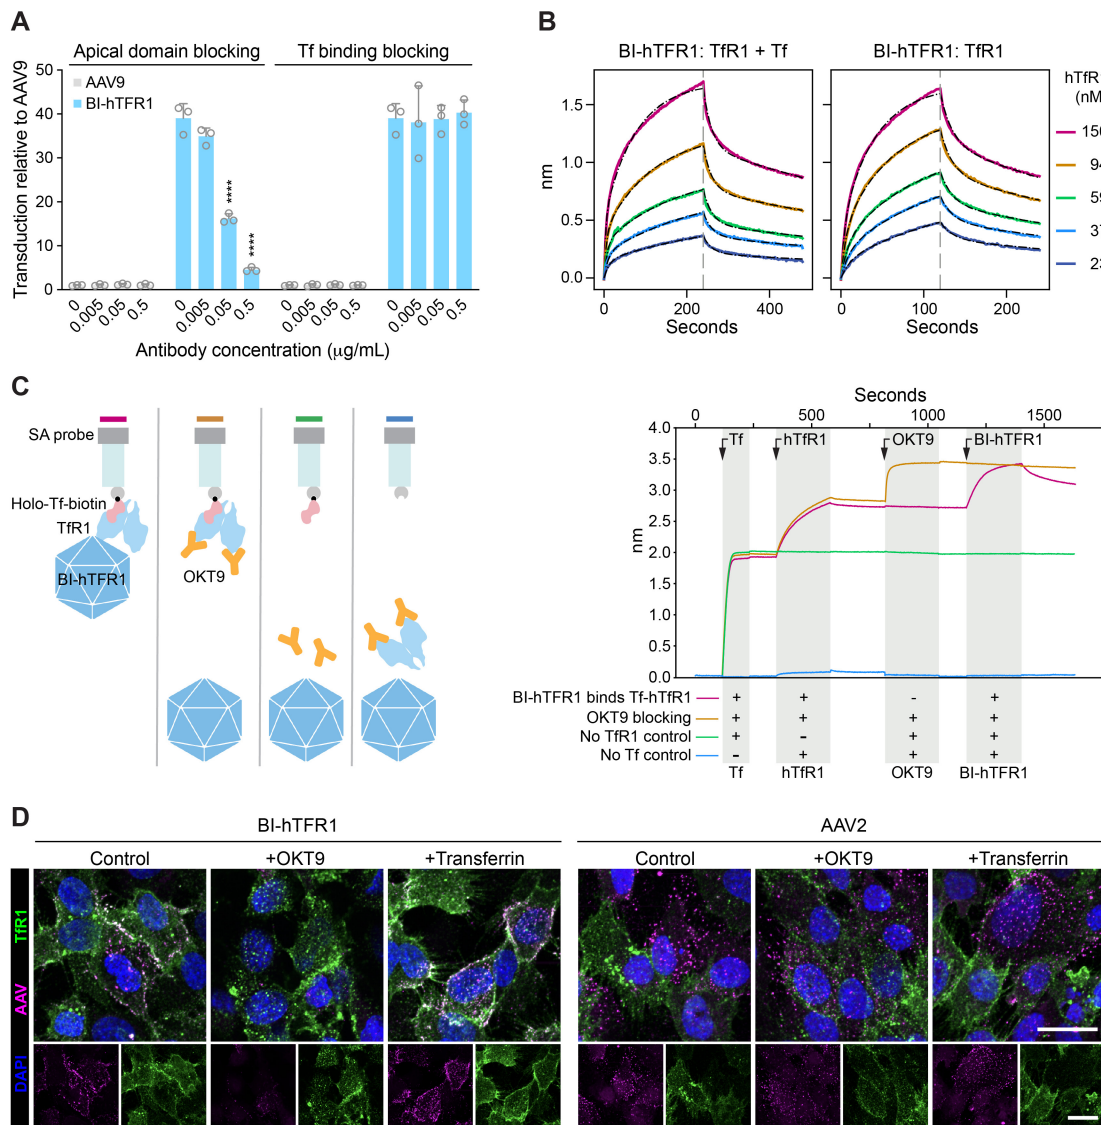 A
Apical domain blocking
Tf binding blocking
AAV9
BI-hTFR1
Transduction relative to AAV9
50
40
30
20
10
0
****
****
0 0.005 0.05 0.5 0 0.005 0.05 0.5 0 0.005 0.05 0.5 0 0.005 0.05 0.5
Antibody concentration (μg/mL)
B
BI-hTFR1: TfR1 + Tf
BI-hTFR1: TfR1
nm
1.5
1.0
0.5
0.0
0 200 400
Seconds
0 100 200
Seconds
hTfR
(nM
150
94
59
37
23
C
SA probe
Holo-Tf-biotin
TfR1
BI-hTFR1
OKT9
Seconds
0 500 1000 1500
nm
4.0
3.5
3.0
2.5
2.0
1.5
1.0
0.5
0.0
Tf hTfR1 OKT9 BI-hTFR1
BI-hTFR1 binds Tf-hTfR1 + + - +
OKT9 blocking + + + +
No TfR1 control + - + +
No Tf control - + + +
Tf hTfR1 OKT9 BI-hTFR1
D
BI-hTFR1
AAV2
Control +OKT9 +Transferrin Control +OKT9 +Transferrin
TfR1
AAV
DAPI